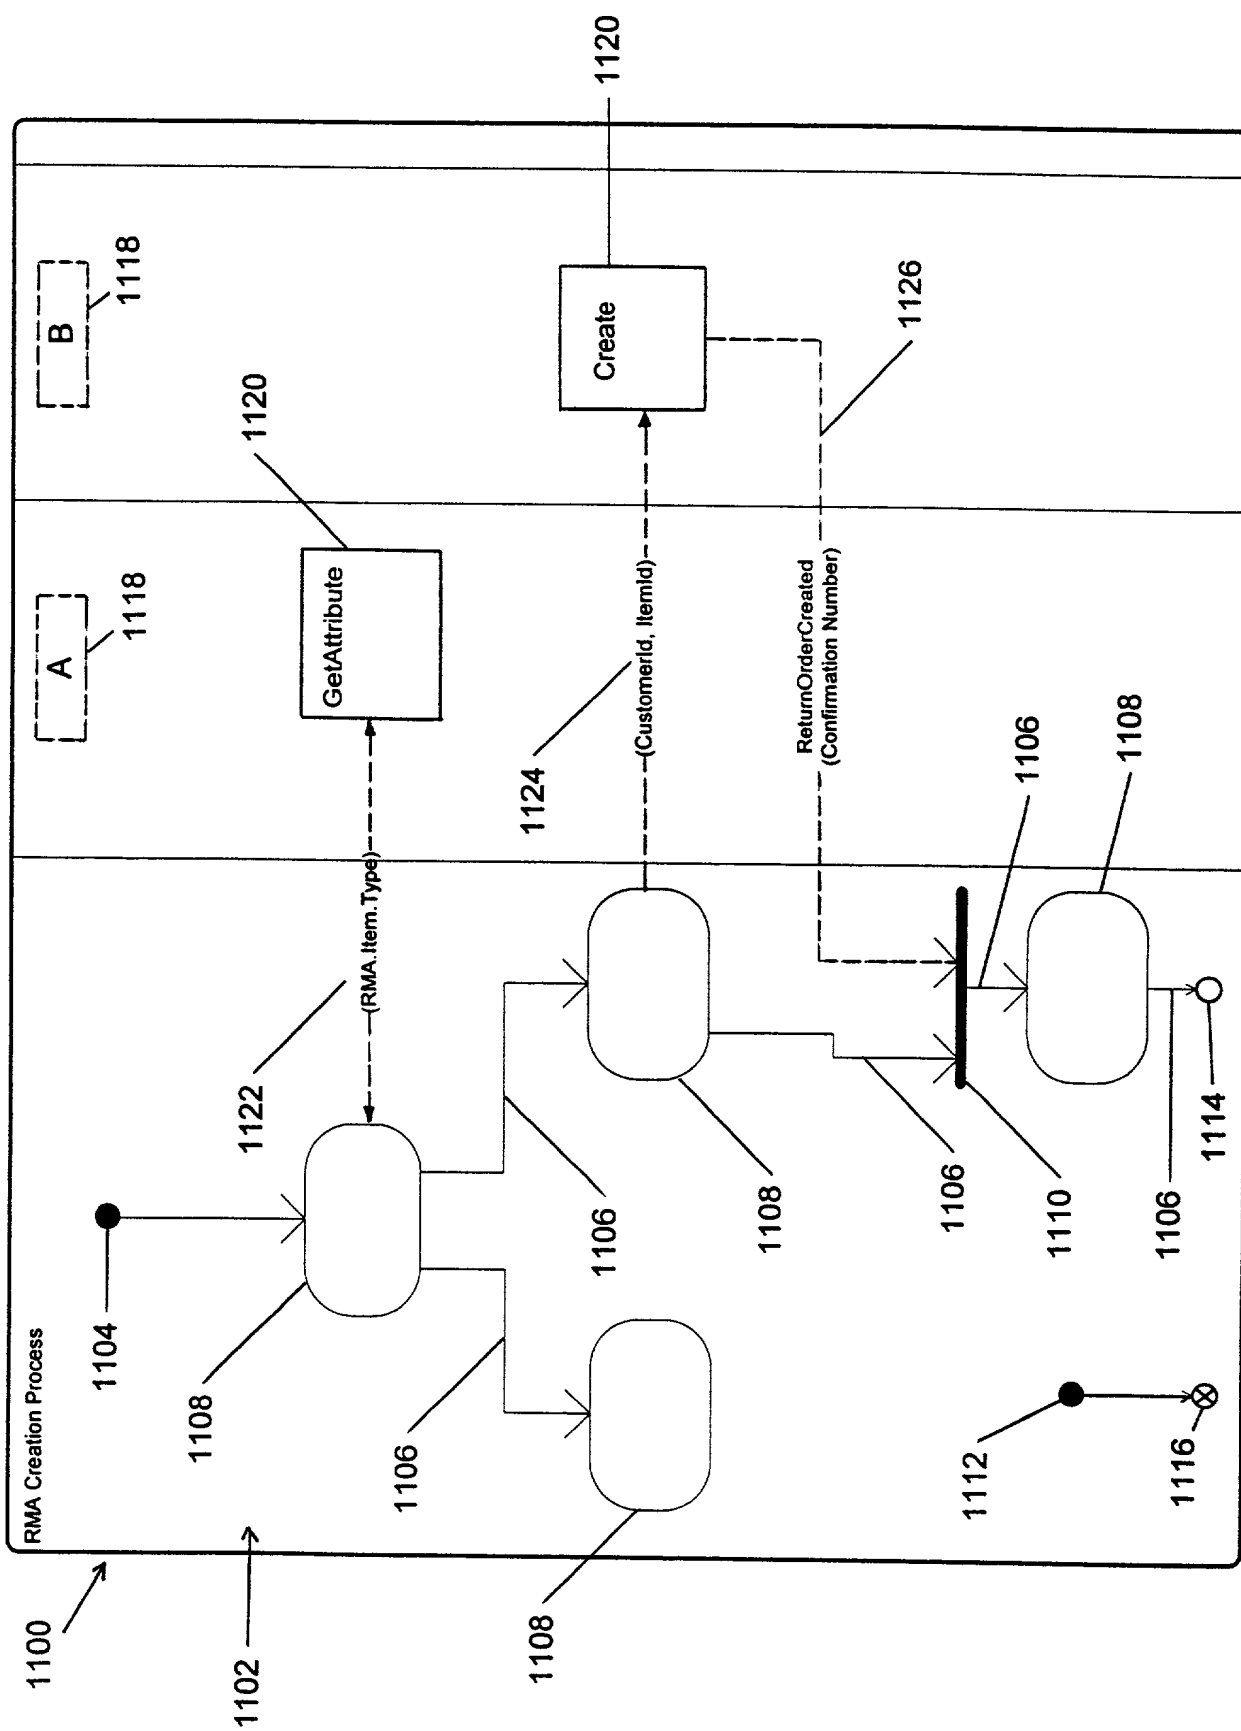 1100
1102
RMA Creation Process
A
1118
B
1118
1104
1108
1122
(RMA.Item.Type)
GetAttribute
1120
1106
1106
1108
1108
1124
(CustomerId, ItemId)
Create
1120
ReturnOrderCreated
(Confirmation Number)
1126
1106
1110
1106
1108
1112
1116
1106
1114